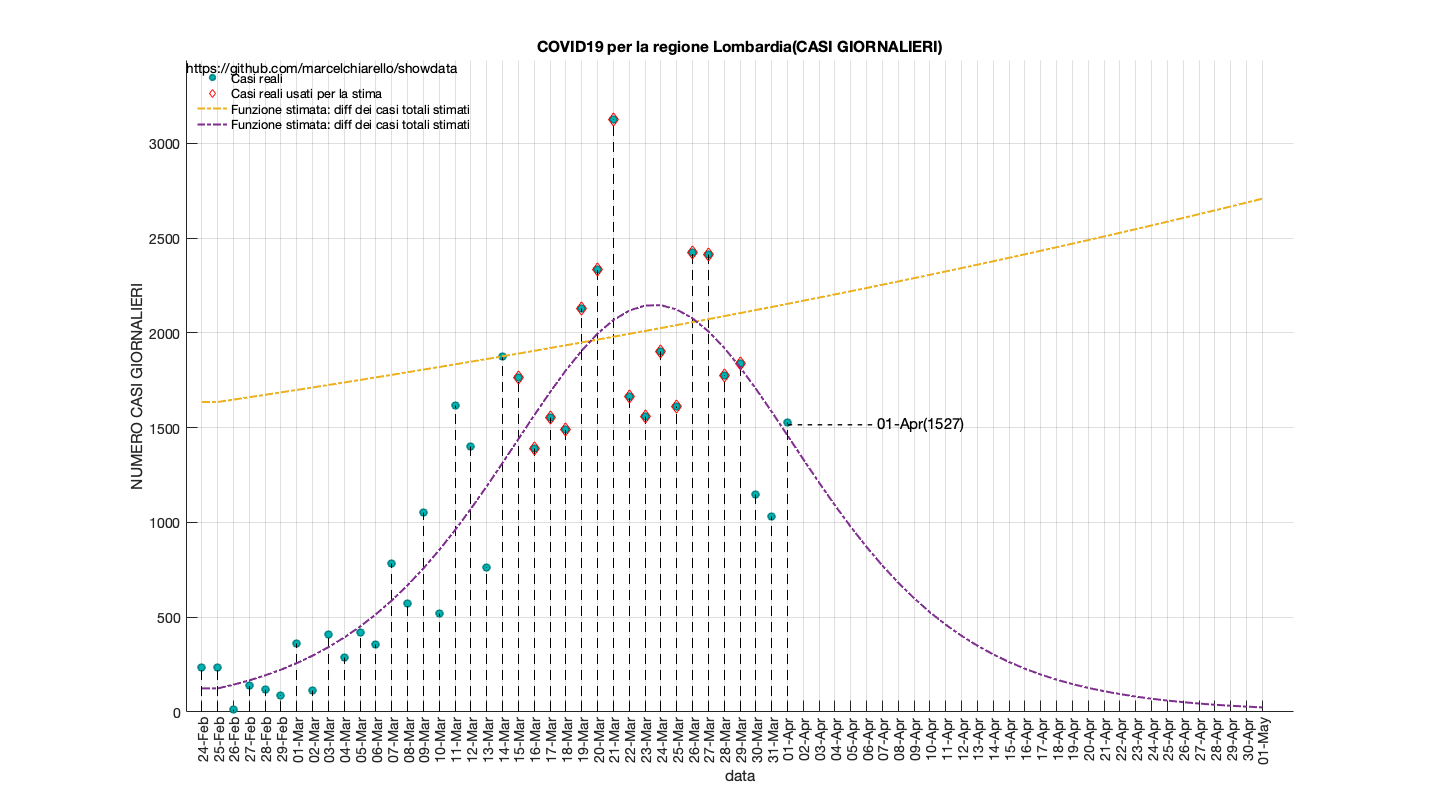 COVID19 per la regione Lombardia(CASI GIORNALIERI)
https://github.com/marcelchiarello/showdata
Casi reali
Casi reali usati per la stima
Funzione stimata: diff dei casi totali stimati
Funzione stimata: diff dei casi totali stimati
NUMERO CASI GIORNALIERI
3000
2500
2000
1500
1000
500
0
01-Apr(1527)
24-Feb
25-Feb
26-Feb
27-Feb
28-Feb
29-Feb
01-Mar
02-Mar
03-Mar
04-Mar
05-Mar
06-Mar
07-Mar
08-Mar
09-Mar
10-Mar
11-Mar
12-Mar
13-Mar
14-Mar
15-Mar
16-Mar
17-Mar
18-Mar
19-Mar
20-Mar
21-Mar
22-Mar
23-Mar
24-Mar
25-Mar
26-Mar
27-Mar
28-Mar
29-Mar
30-Mar
31-Mar
01-Apr
02-Apr
03-Apr
04-Apr
05-Apr
06-Apr
07-Apr
08-Apr
09-Apr
10-Apr
11-Apr
12-Apr
13-Apr
14-Apr
15-Apr
16-Apr
17-Apr
18-Apr
19-Apr
20-Apr
21-Apr
22-Apr
23-Apr
24-Apr
25-Apr
26-Apr
27-Apr
28-Apr
29-Apr
30-Apr
01-May
data